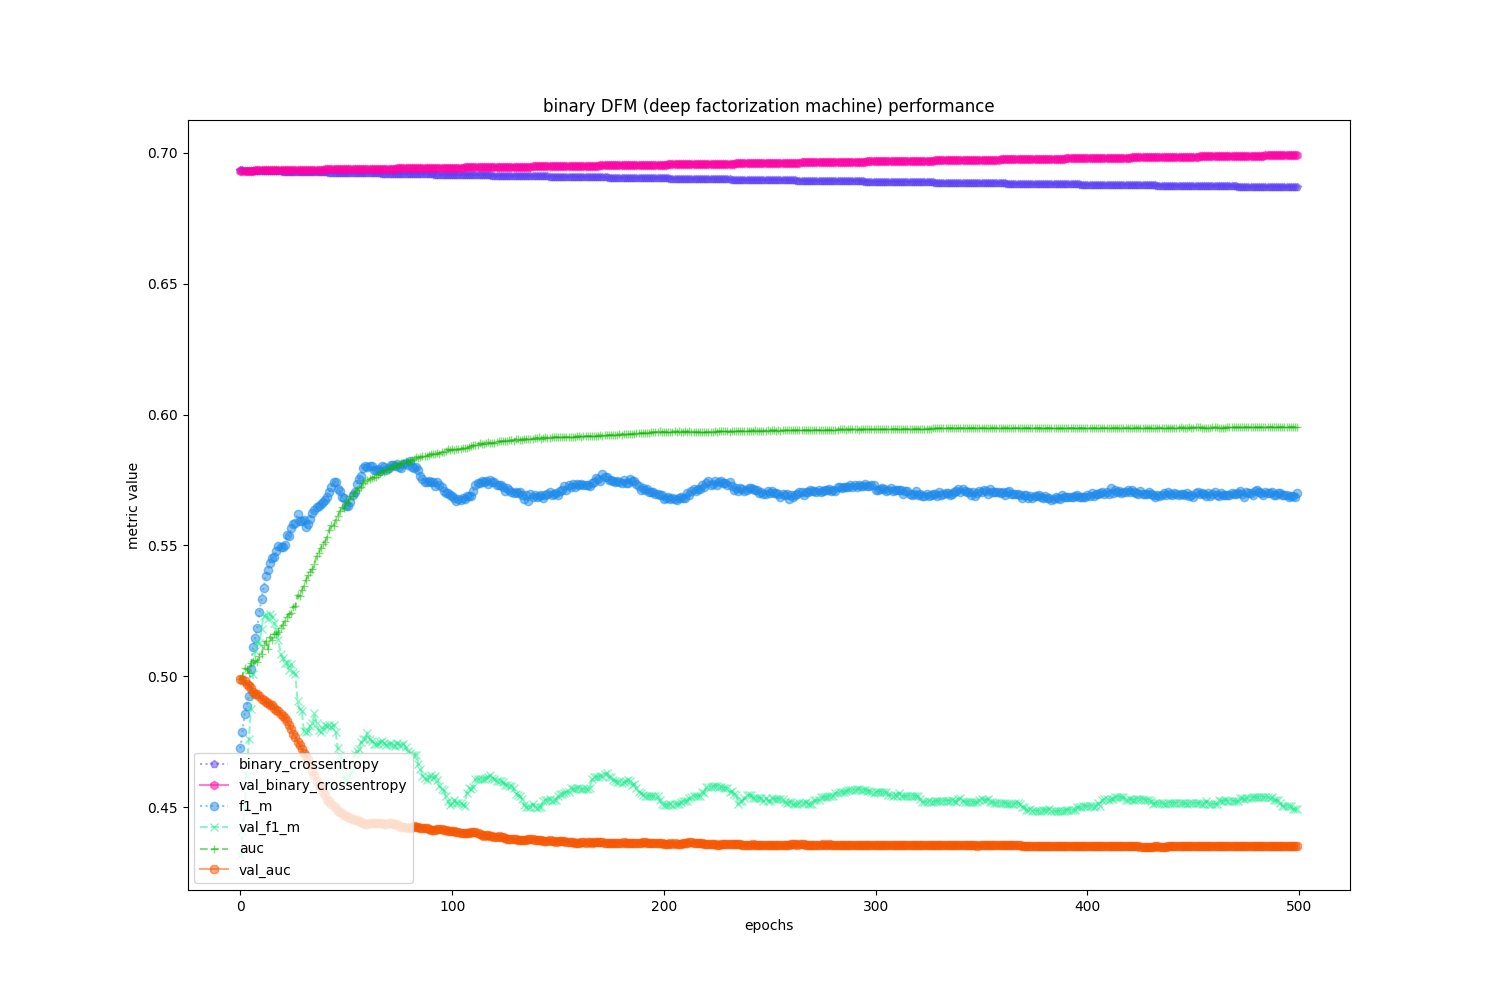 binary DFM (deep factorization machine) performance
0.70
0.65
0.60
0.55
0.50
0.45
metric value
binary_crossentropy
val_binary_crossentropy
f1_m
val_f1_m
auc
val_auc
0 100 200 300 400 500
epochs